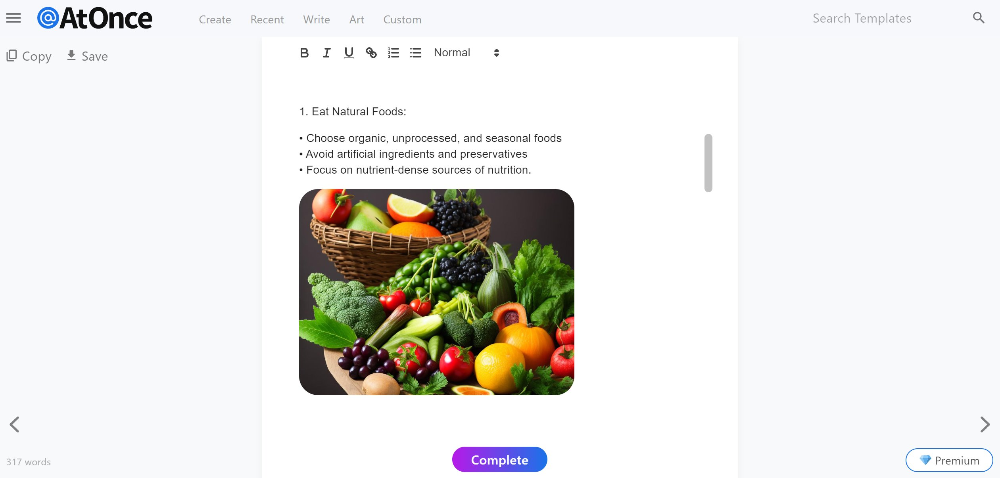 @AtOnce
Create Recent Write Art Custom
Search Templates
Copy Save
B I U Normal
1. Eat Natural Foods:
• Choose organic, unprocessed, and seasonal foods
• Avoid artificial ingredients and preservatives
• Focus on nutrient-dense sources of nutrition.
Complete
317 words
Premium